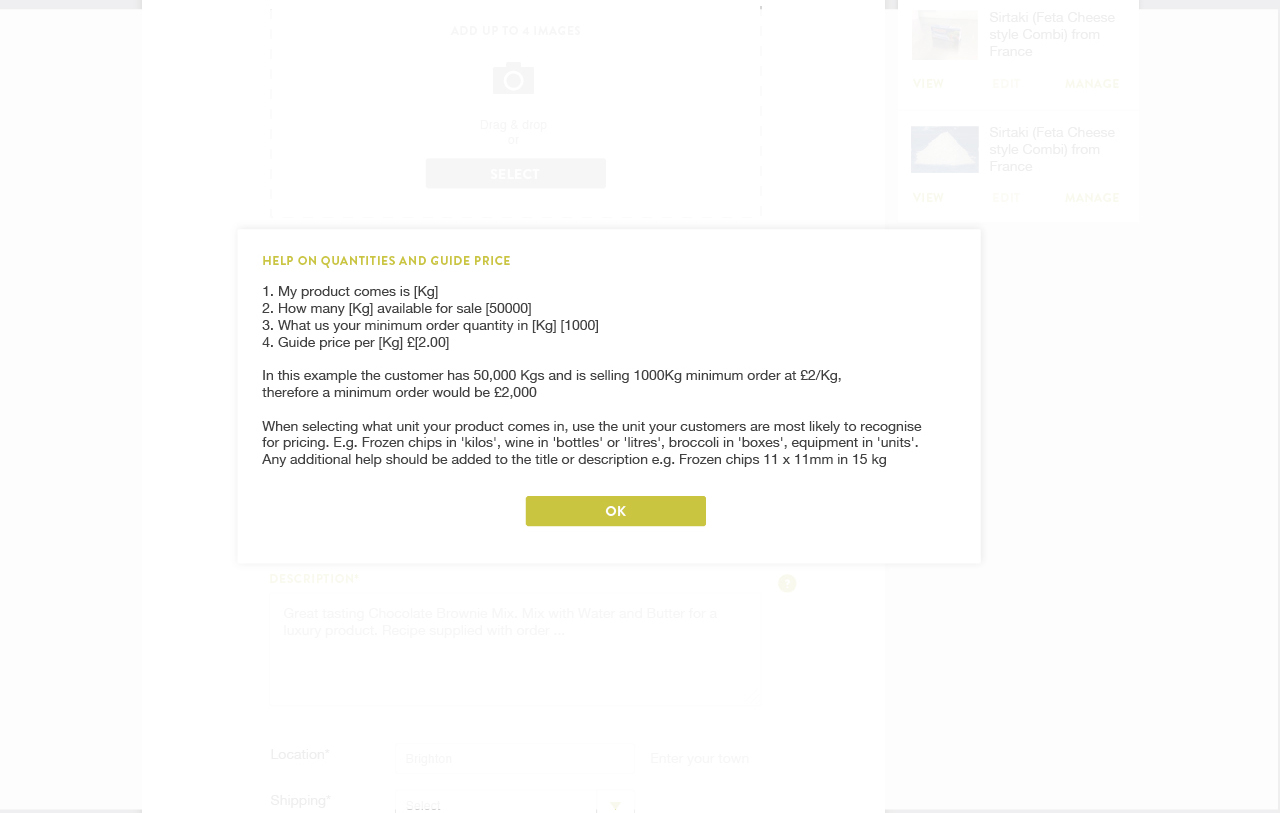 ADD UP TO 4 IMAGES
Drag & drop
or
SELECT
Sirtaki (Feta Cheese
style Combi) from
France
VIEW EDIT MANAGE
Sirtaki (Feta Cheese
style Combi) from
France
VIEW EDIT MANAGE
HELP ON QUANTITIES AND GUIDE PRICE
1. My product comes is [Kg]
2. How many [Kg] available for sale [50000]
3. What us your minimum order quantity in [Kg] [1000]
4. Guide price per [Kg] £[2.00]
In this example the customer has 50,000 Kgs and is selling 1000Kg minimum order at £2/Kg,
therefore a minimum order would be £2,000
When selecting what unit your product comes in, use the unit your customers are most likely to recognise
for pricing. E.g. Frozen chips in 'kilos', wine in 'bottles' or 'litres', broccoli in 'boxes', equipment in 'units'.
Any additional help should be added to the title or description e.g. Frozen chips 11 x 11mm in 15 kg
OK
DESCRIPTION*
Great tasting Chocolate Brownie Mix. Mix with Water and Butter for a
luxury product. Recipe supplied with order ...
Location* Brighton Enter your town
Shipping* Select